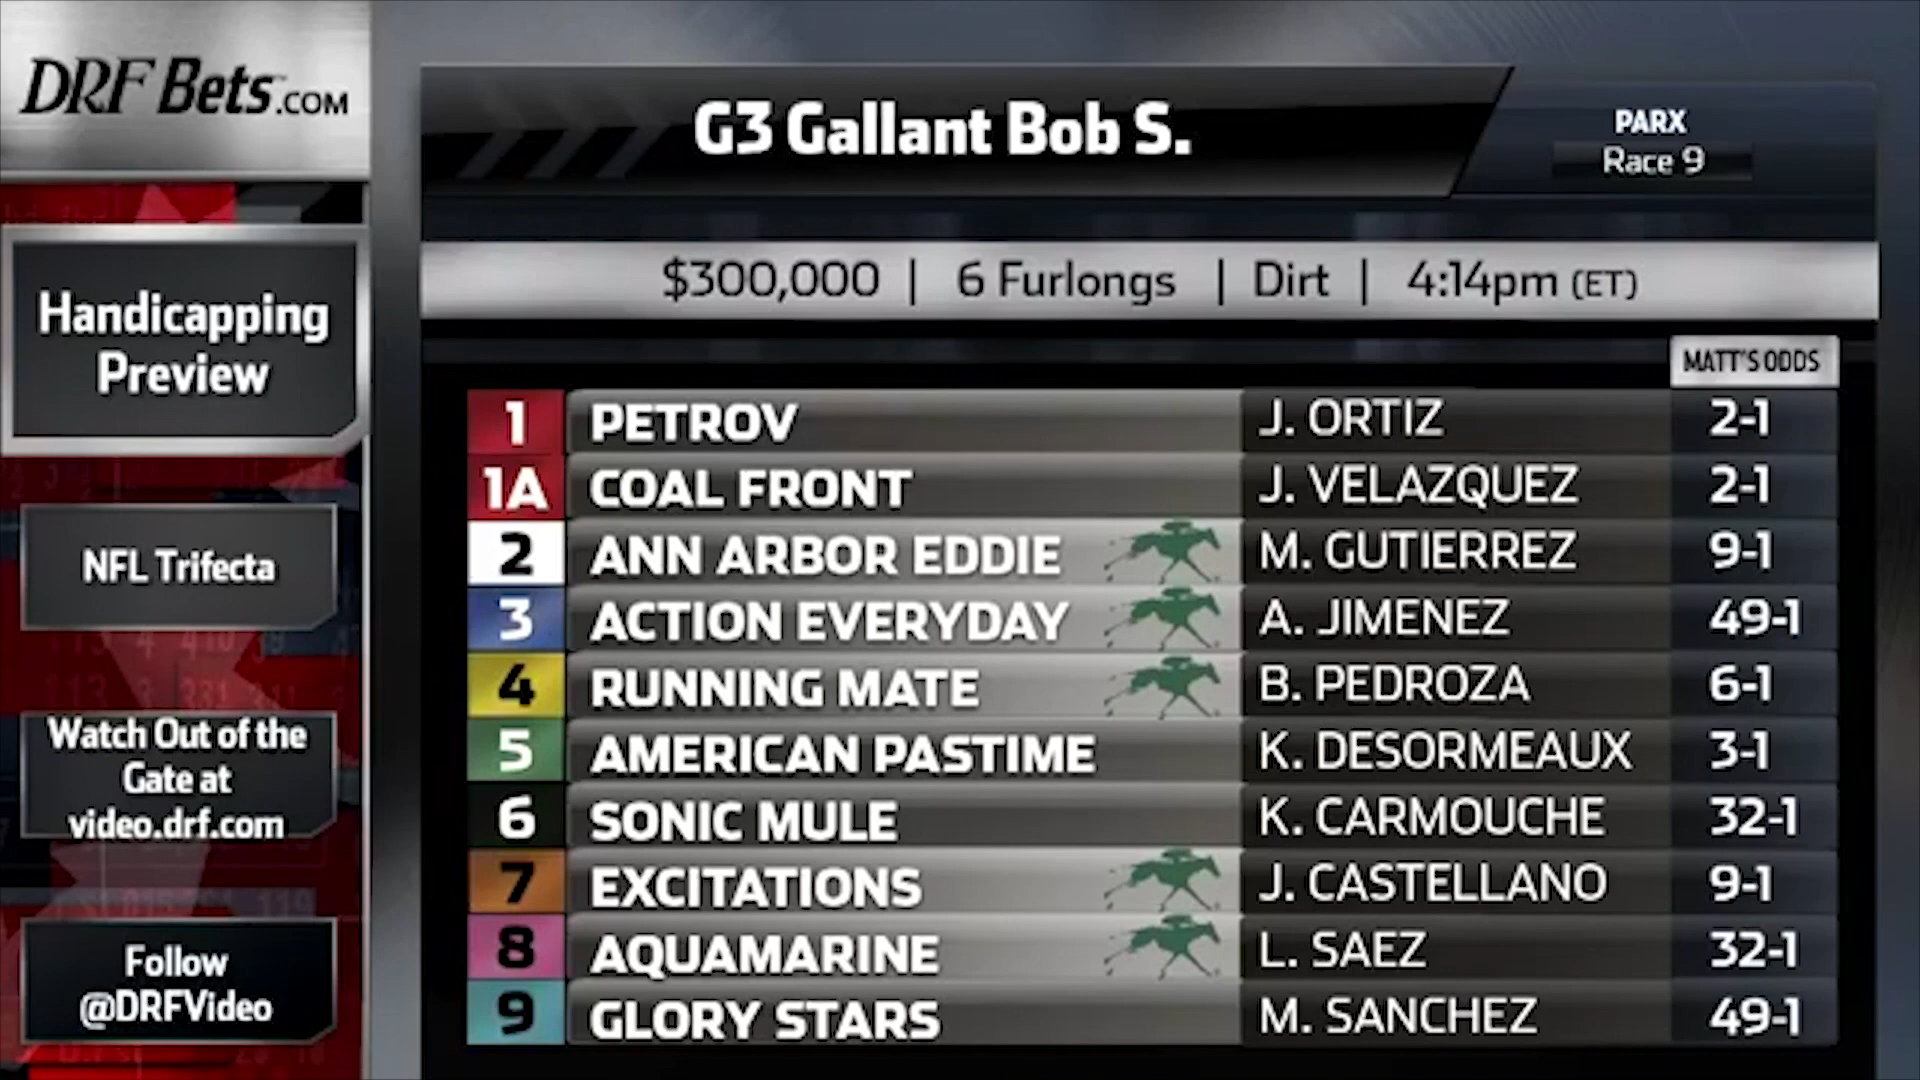 DRF Bets.COM
G3 Gallant Bob S.
PARX
Race 9
Handicapping
Preview
$300,000 | 6 Furlongs | Dirt | 4:14pm (ET)
MATT'S ODDS
1 PETROV J. ORTIZ 2-1
1A COAL FRONT J. VELAZQUEZ 2-1
2 ANN ARBOR EDDIE M. GUTIERREZ 9-1
3 ACTION EVERYDAY A. JIMENEZ 49-1
4 RUNNING MATE B. PEDROZA 6-1
5 AMERICAN PASTIME K. DESORMEAUX 3-1
6 SONIC MULE K. CARMOUCHE 32-1
7 EXCITATIONS J. CASTELLANO 9-1
8 AQUAMARINE L. SAEZ 32-1
9 GLORY STARS M. SANCHEZ 49-1
NFL Trifecta
Watch Out of the
Gate at
video.drf.com
Follow
@DRFVideo